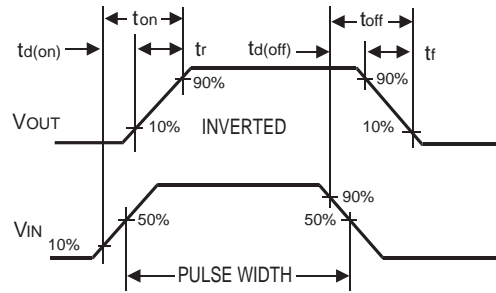 ton toff
td(on) tr td(off) tf
90% 90%
VOUT 10% INVERTED 10%
90%
50% 50%
VIN 10%
PULSE WIDTH